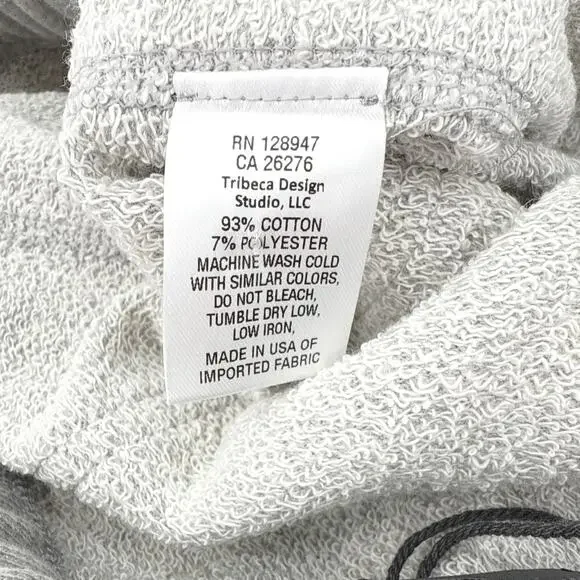 RN 128947
CA 26276
Tribeca Design
Studio, LLC
93% COTTON
7% POLYESTER
MACHINE WASH COLD
WITH SIMILAR COLORS,
DO NOT BLEACH,
TUMBLE DRY LOW,
LOW IRON,
MADE IN USA OF
IMPORTED FABRIC